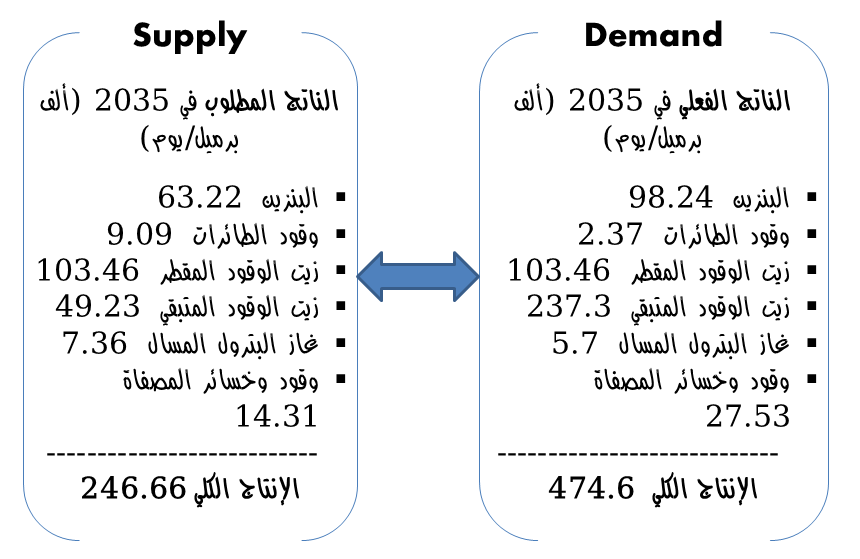 Supply
الناتج المطلوب في 2035 (ألف
برميل/يوم)
البنزين 63.22
وقود الطائرات 9.09
زيت الوقود المقطر 103.46
زيت الوقود المتبقي 49.23
غاز البترول المسال 7.36
وقود وخسائر المصفاة
14.31
---------------------------
الإنتاج الكلي 246.66
Demand
الناتج الفعلي في 2035 (ألف
برميل/يوم)
البنزين 98.24
وقود الطائرات 2.37
زيت الوقود المقطر 103.46
زيت الوقود المتبقي 237.3
غاز البترول المسال 5.7
وقود وخسائر المصفاة
27.53
----------------------------
الإنتاج الكلي 474.6